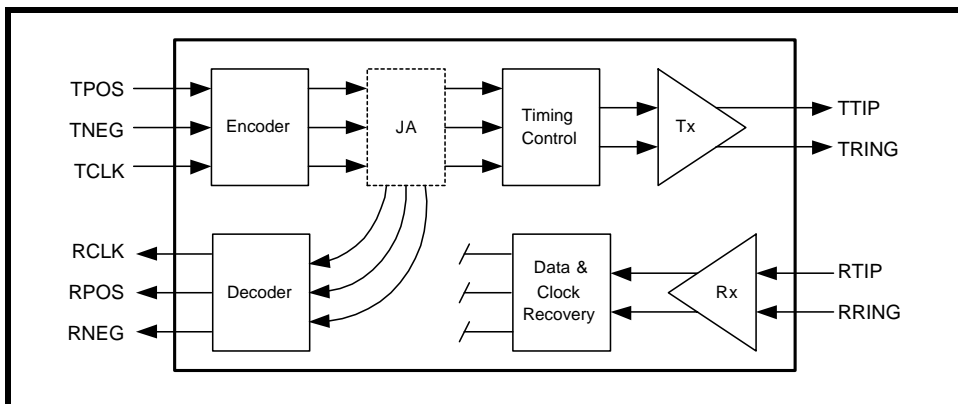 TPOS
TNEG
TCLK
Encoder
JA
Timing
Control
Tx
TTIP
TRING
RCLK
RPOS
RNEG
Decoder
Data &
Clock
Recovery
Rx
RTIP
RRING